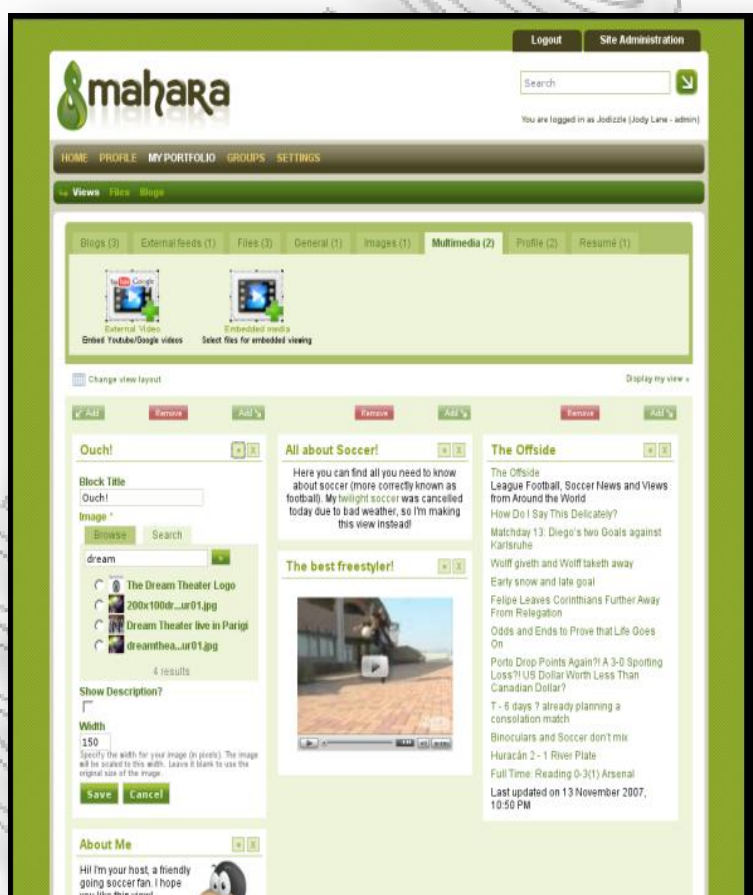 Logout Site Administration
mahara
Search
You are logged in as Jodizzle (Jody Lane - admin)
HOME PROFILE MY PORTFOLIO GROUPS SETTINGS
Views Files Blogs
Blogs (3) External feeds (1) Files (3) General (1) Images (1) Multimedia (2) Profile (2) Resumé (1)
You Tube Google
External Video
Embed Youtube/Google videos
Embedded media
Select files for embedded viewing
Change view layout
Display my view »
Add Remove Add Remove Add Remove Add
Ouch!
Block Title
Ouch!
Image *
Browse Search
dream
The Dream Theater Logo
200x100dr...ur01.jpg
Dream Theater live in Parigi
dreamthea...ur01.jpg
4 results
Show Description?
Width
150
Specify the width for your image (in pixels). The image
will be scaled to this width. Leave it blank to use the
original size of the image.
Save Cancel
About Me
Hi! I'm your host, a friendly
going soccer fan. I hope
you like this view!
All about Soccer!
Here you can find all you need to know
about soccer (more correctly known as
football). My twilight soccer was cancelled
today due to bad weather, so I'm making
this view instead!
The best freestyler!
The Offside
The Offside
League Football, Soccer News and Views
from Around the World
How Do I Say This Delicately?
Matchday 13: Diego's two Goals against
Karlsruhe
Wolff giveth and Wolff taketh away
Early snow and late goal
Felipe Leaves Corinthians Further Away
From Relegation
Odds and Ends to Prove that Life Goes
On
Porto Drop Points Again?! A 3-0 Sporting
Loss?! US Dollar Worth Less Than
Canadian Dollar?
T - 6 days ? already planning a
consolation match
Binoculars and Soccer don't mix
Huracán 2 - 1 River Plate
Full Time: Reading 0-3(1) Arsenal
Last updated on 13 November 2007,
10:50 PM